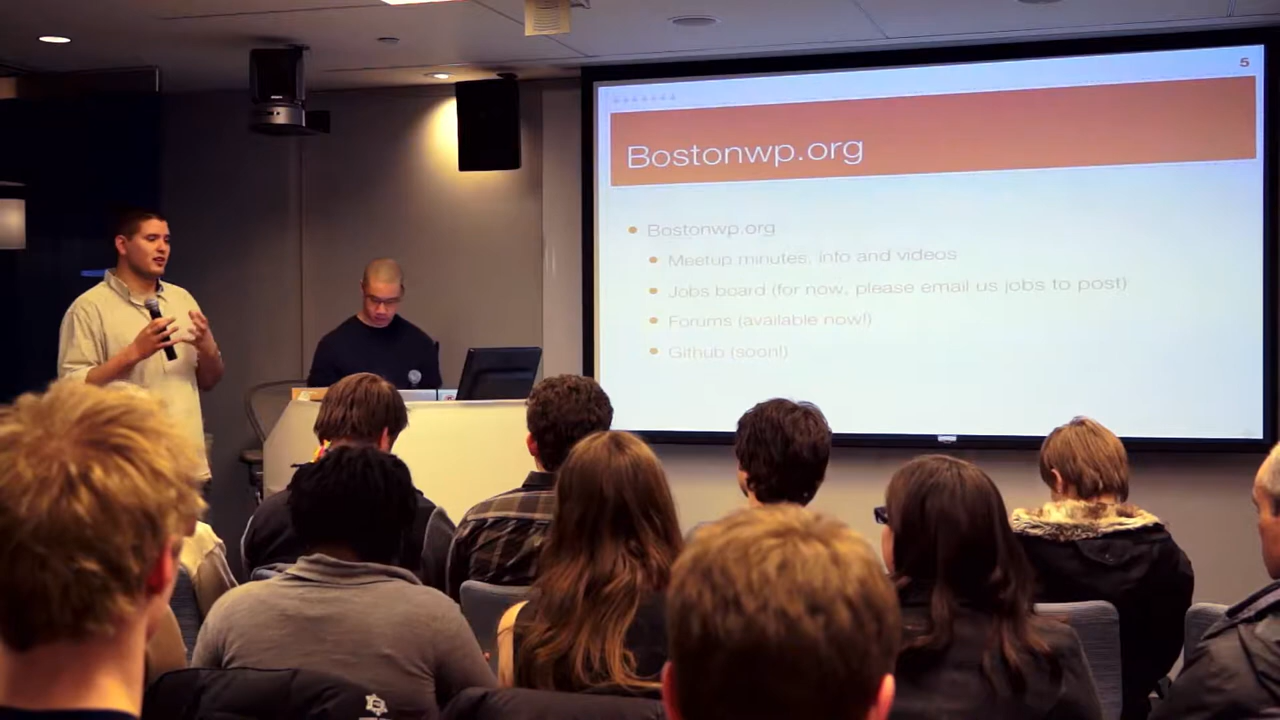 5
Bostonwp.org
Bostonwp.org
Meetup minutes, info and videos
Jobs board (for now, please email us jobs to post)
Forums (available now!)
Github (soon!)